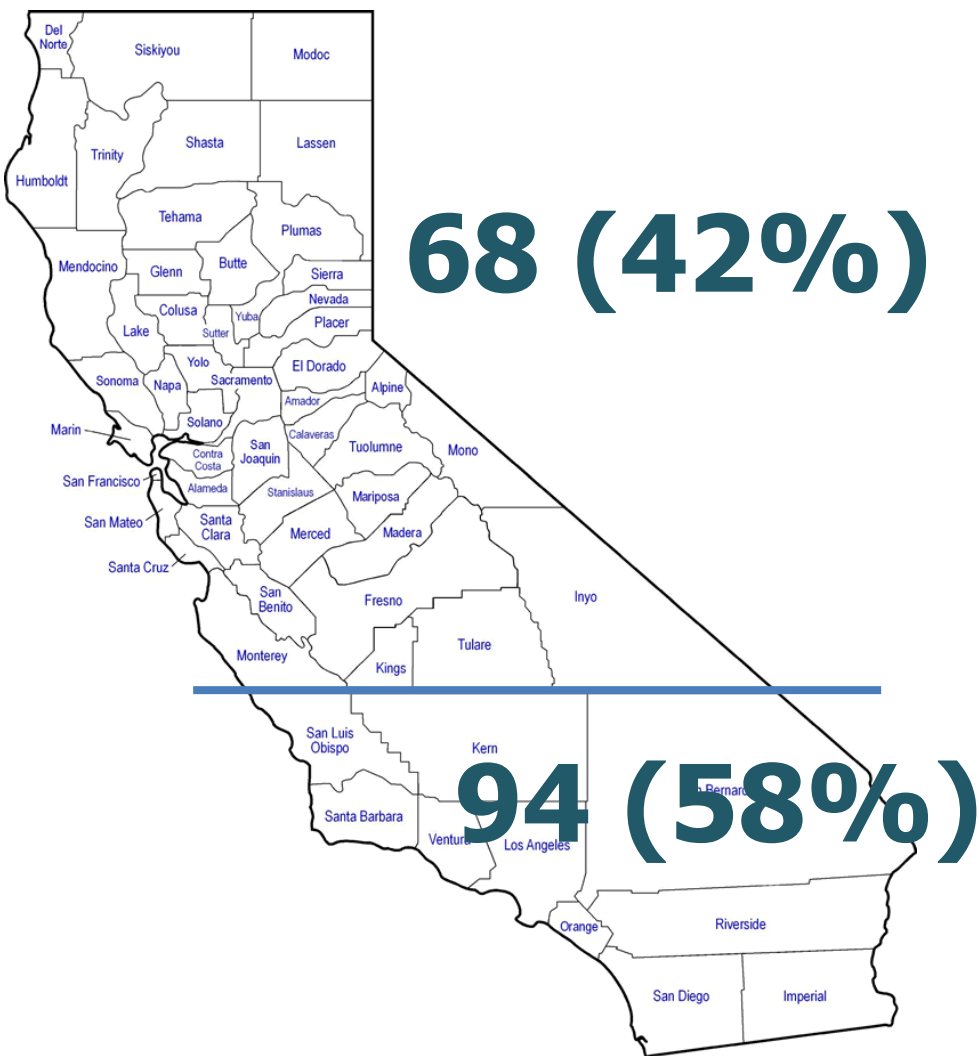 Del
Norte
Siskiyou
Modoc
Shasta
Lassen
Trinity
Humboldt
Tehama
Plumas
68 (42%)
Mendocino
Glenn
Butte
Sierra
Nevada
Colusa
Yuba
Placer
Lake
Sutter
Yolo
El Dorado
Sonoma
Napa
Sacramento
Alpine
Amador
Solano
Marin
Calaveras
San
Joaquin
Tuolumne
Mono
Contra
Costa
San Francisco
Alameda
Stanislaus
Mariposa
San Mateo
Santa
Clara
Merced
Madera
Santa Cruz
San
Benito
Fresno
Inyo
Monterey
Tulare
Kings
San Luis
Obispo
Kern
94 (58%)
Santa Barbara
Ventura
Los Angeles
Orange
Riverside
San Diego
Imperial